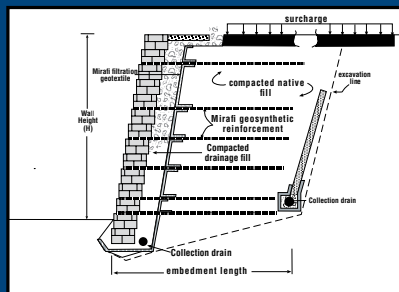 surcharge
Mirafi filtration
geotextile
compacted native
fill
excavation
line
Wall
Height
(H)
Mirafi geosynthetic
reinforcement
Compacted
drainage fill
Collection drain
Collection drain
embedment length